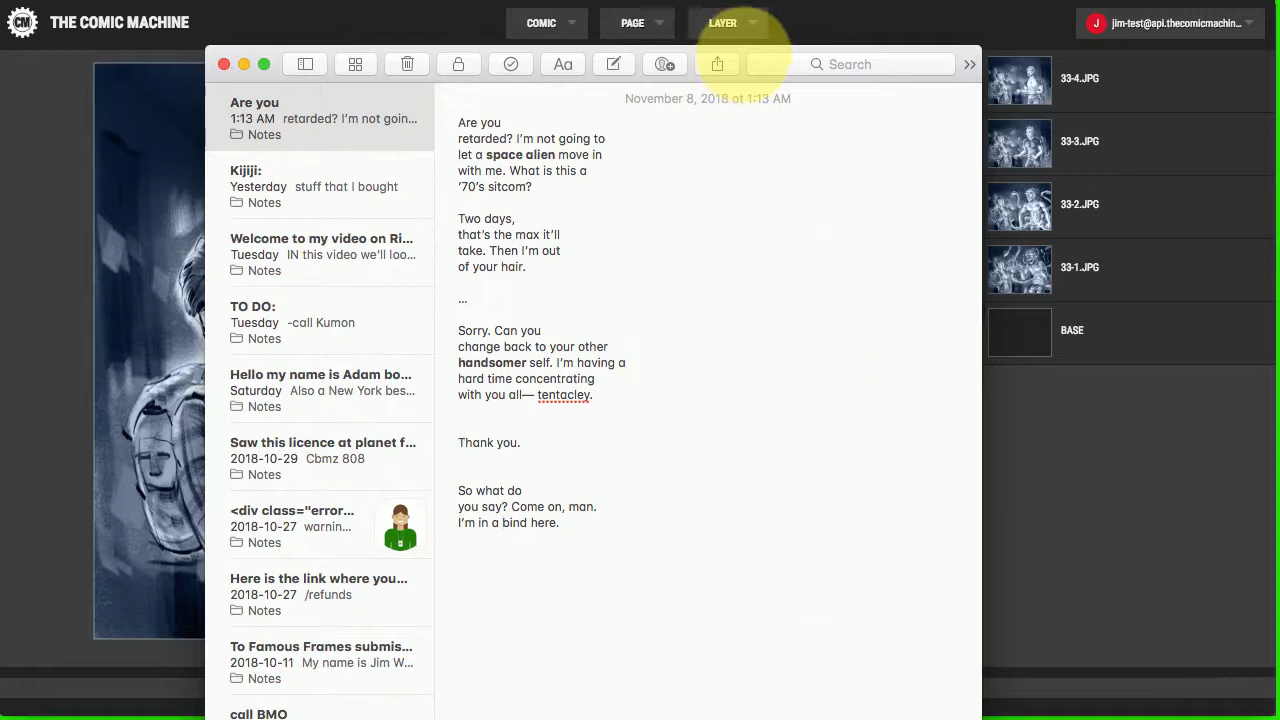 THE COMIC MACHINE
COMIC
PAGE
LAYER
J
jim-test@api.thecomicmachin...
Aa
Search
Are you
1:13 AM retarded? I'm not goin...
Notes
Kijiji:
Yesterday stuff that I bought
Notes
Welcome to my video on Ri...
Tuesday IN this video we'll loo...
Notes
TO DO:
Tuesday -call Kumon
Notes
Hello my name is Adam bo...
Saturday Also a New York bes...
Notes
Saw this licence at planet f...
2018-10-29 Cbmz 808
Notes
<div class="error...
2018-10-27 warnin...
Notes
Here is the link where you...
2018-10-27 /refunds
Notes
To Famous Frames submis...
2018-10-11 My name is Jim W...
Notes
call BMO
November 8, 2018 at 1:13 AM
Are you
retarded? I'm not going to
let a space alien move in
with me. What is this a
'70's sitcom?
Two days,
that's the max it'll
take. Then I'm out
of your hair.
...
Sorry. Can you
change back to your other
handsomer self. I'm having a
hard time concentrating
with you all— tentacley.
Thank you.
So what do
you say? Come on, man.
I'm in a bind here.
33-4.JPG
33-3.JPG
33-2.JPG
33-1.JPG
BASE